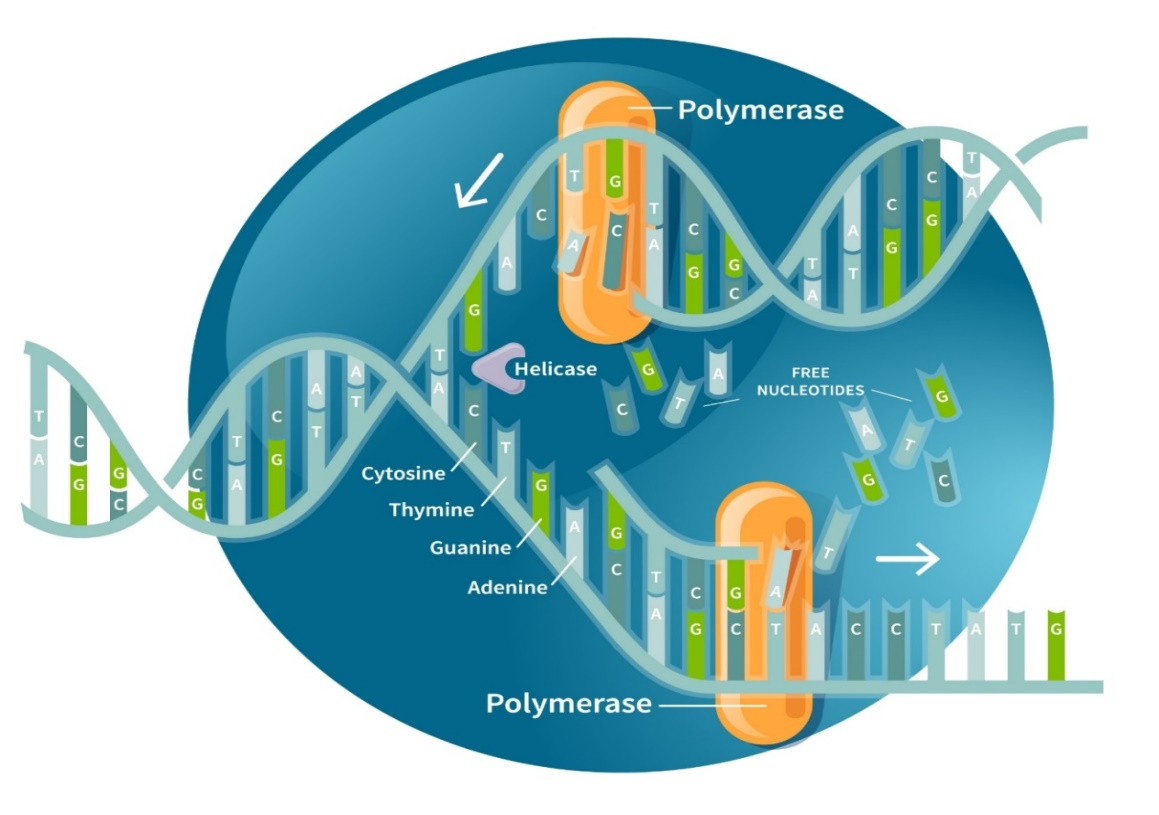 Polymerase
G A C T G T C G T A C C T
A C A G C A T G G A
T
A
Helicase
G A
C T
FREE
NUCLEOTIDES
G
A T
G C
T
T C G C T C A A
A G C G A G T T
C T G A
Cytosine
Thymine
Guanine
Adenine
G T C G A
C A G C T A C C T A T G
Polymerase